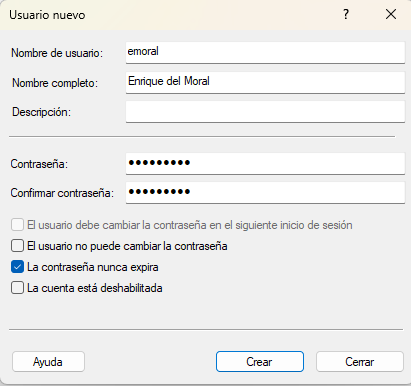 Usuario nuevo ?
Nombre de usuario: emoral
Nombre completo: Enrique del Moral
Descripción:
Contraseña: ●●●●●●●●●
Confirmar contraseña: ●●●●●●●●●
El usuario debe cambiar la contraseña en el siguiente inicio de sesión
El usuario no puede cambiar la contraseña
La contraseña nunca expira
La cuenta está deshabilitada
Ayuda Crear Cerrar